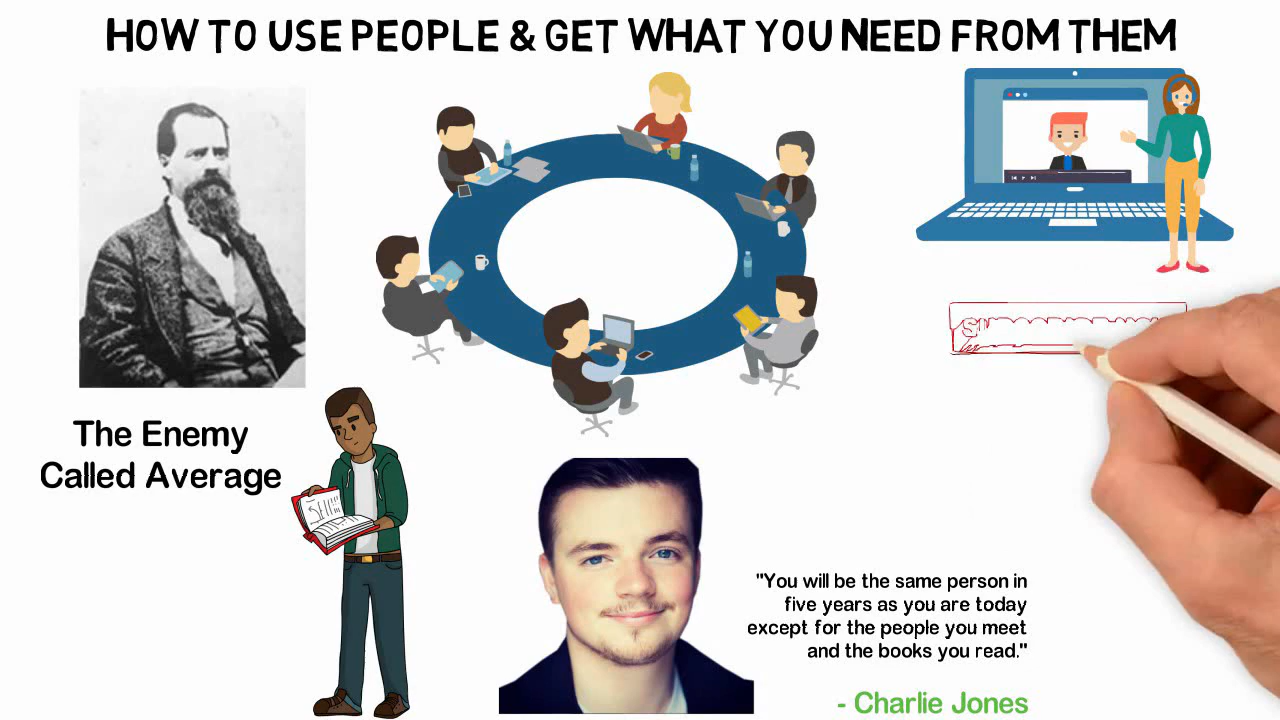 HOW TO USE PEOPLE & GET WHAT YOU NEED FROM THEM
The Enemy
Called Average
"You will be the same person in
five years as you are today
except for the people you meet
and the books you read."
- Charlie Jones